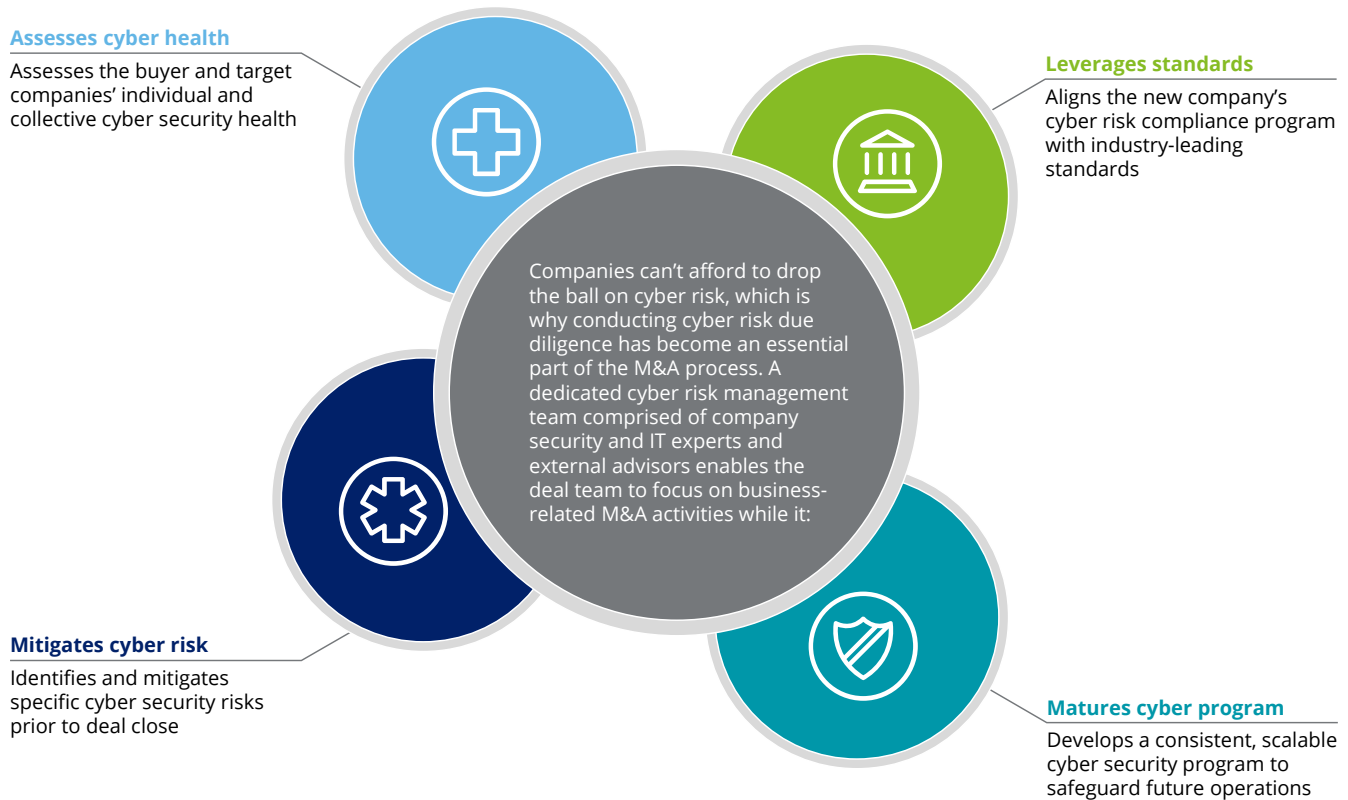 Assesses cyber health
Assesses the buyer and target
companies’ individual and
collective cyber security health
Leverages standards
Aligns the new company’s
cyber risk compliance program
with industry-leading
standards
Companies can’t afford to drop
the ball on cyber risk, which is
why conducting cyber risk due
diligence has become an essential
part of the M&A process. A
dedicated cyber risk management
team comprised of company
security and IT experts and
external advisors enables the
deal team to focus on business-
related M&A activities while it:
Mitigates cyber risk
Identifies and mitigates
specific cyber security risks
prior to deal close
Matures cyber program
Develops a consistent, scalable
cyber security program to
safeguard future operations